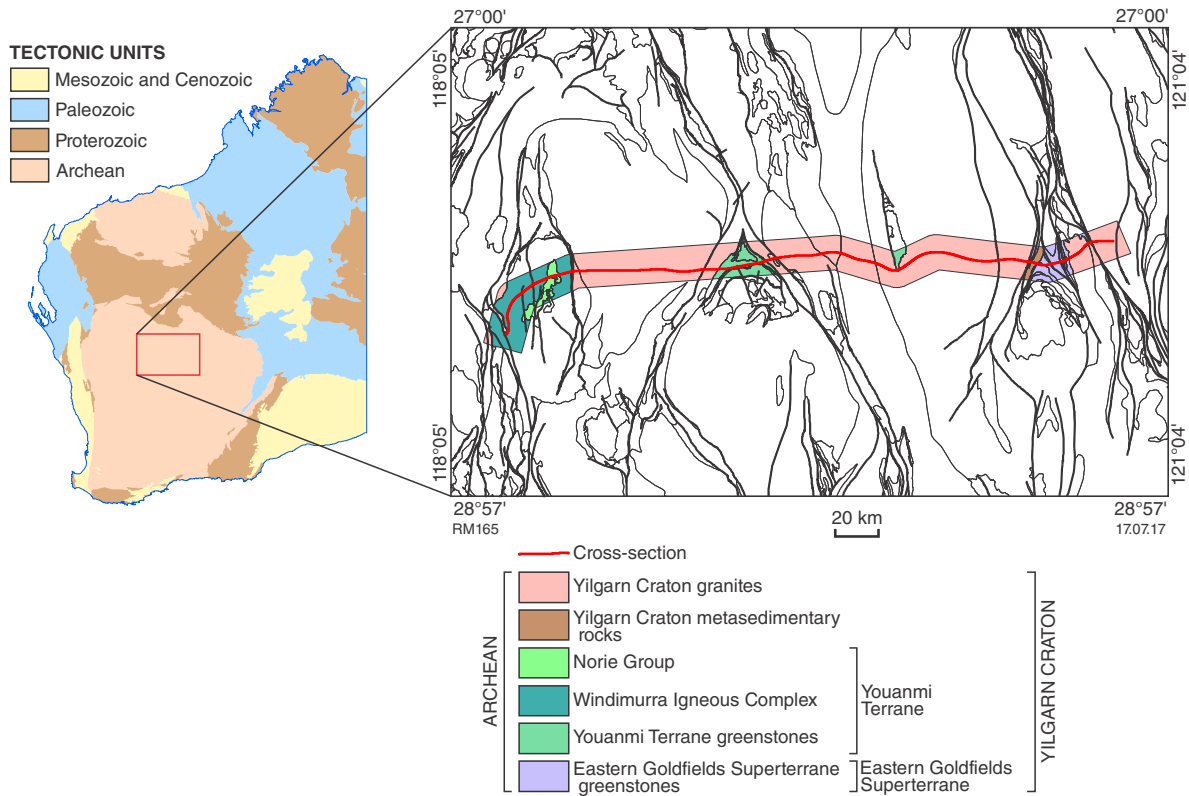 TECTONIC UNITS
Mesozoic and Cenozoic
Paleozoic
Proterozoic
Archean
27°00'
27°00'
118°05'
121°04'
118°05'
121°04'
28°57'
28°57'
RM165
20 km
17.07.17
Cross-section
Yilgarn Craton granites
Yilgarn Craton metasedimentary
rocks
Norie Group
Windimurra Igneous Complex
Youanmi Terrane greenstones
Eastern Goldfields Superterrane
greenstones
Youanmi
Terrane
Eastern Goldfields
Superterrane
ARCHEAN
YILGARN CRATON